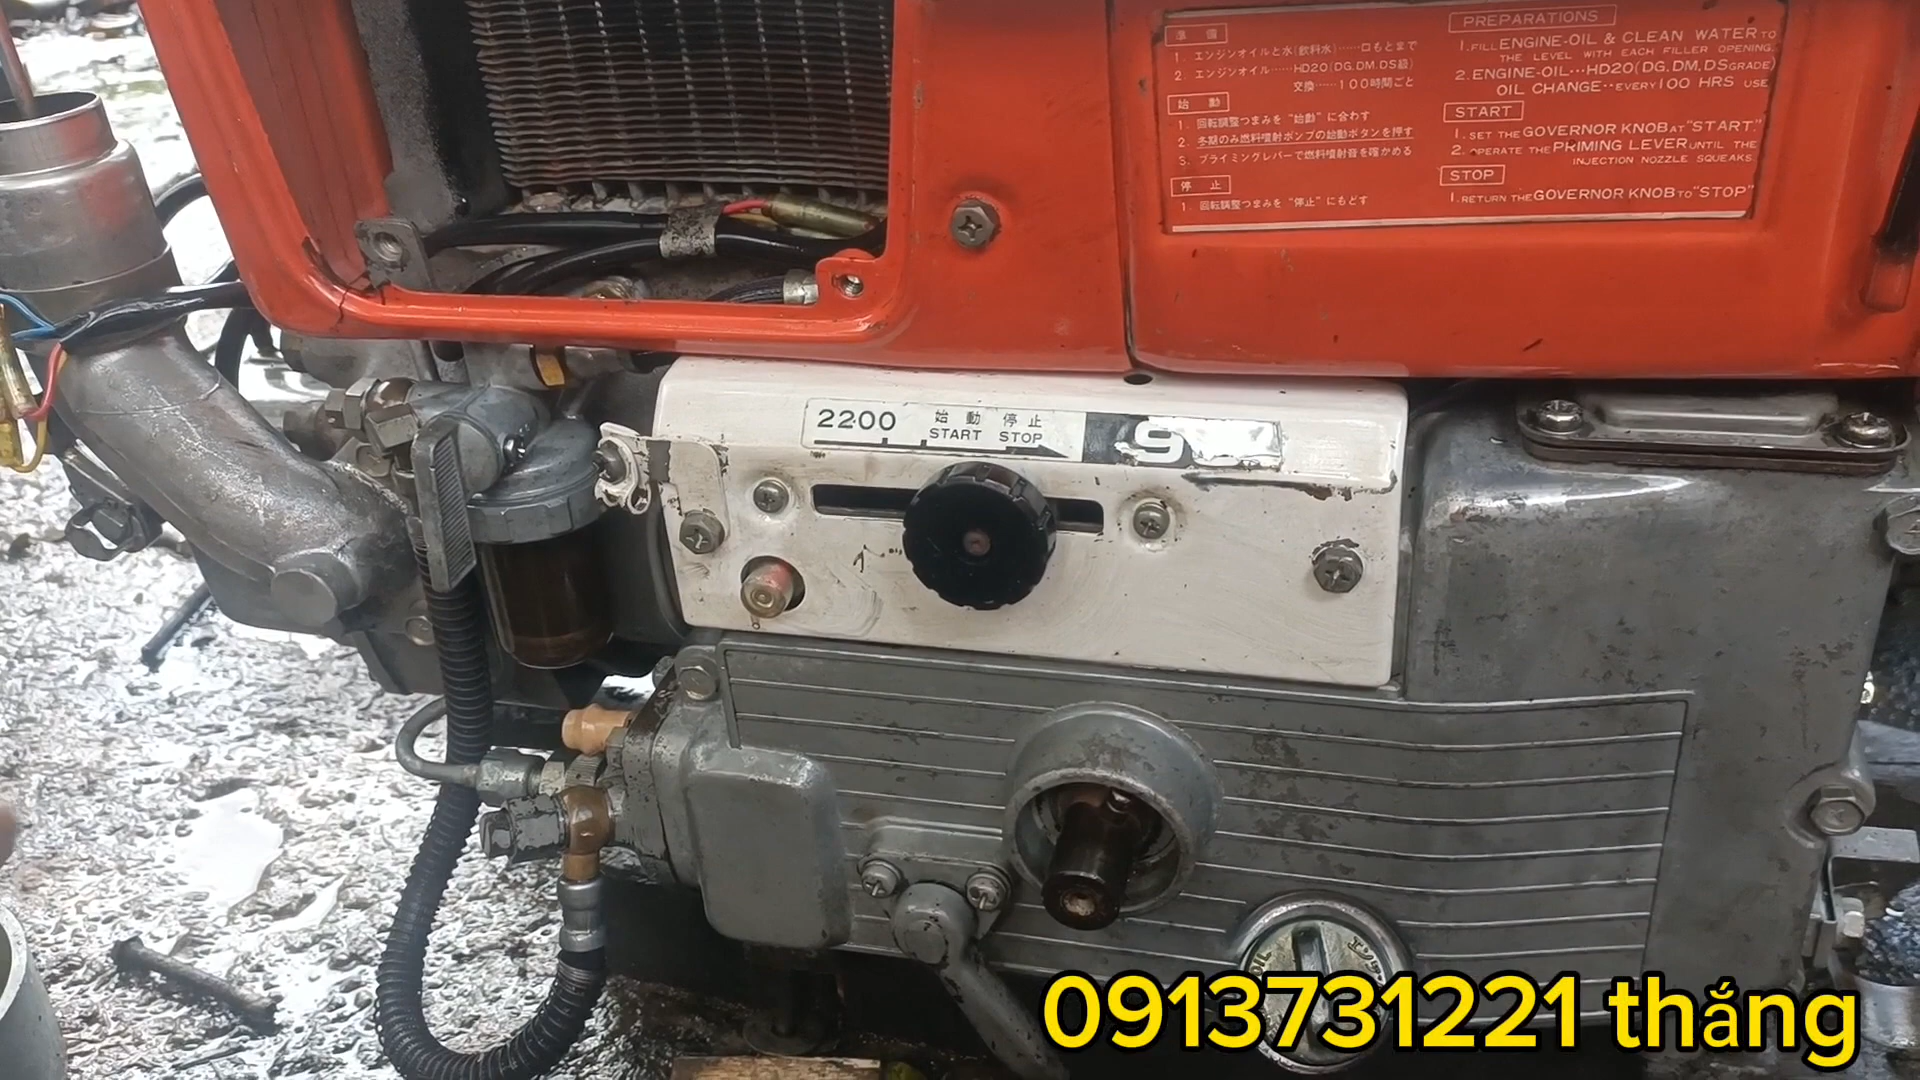 準 備
1. エンジンオイルと水(飲料水)……口もとまで
2. エンジンオイル……HD20(DG.DM.DS級)
交換……100時間ごと
始 動
1. 回転調整つまみを“始動”に合わす
2. 冬期のみ燃料噴射ポンプの始動ボタンを押す
3. プライミングレバーで燃料噴射音を確かめる
停 止
1. 回転調整つまみを“停止”にもどす
PREPARATIONS
1. FILL ENGINE-OIL & CLEAN WATER TO
THE LEVEL WITH EACH FILLER OPENING.
2. ENGINE-OIL...HD20(DG.DM.DS GRADE)
OIL CHANGE..EVERY 100 HRS USE
START
1. SET THE GOVERNOR KNOB AT "START."
2. OPERATE THE PRIMING LEVER UNTIL THE
INJECTION NOZZLE SQUEAKS.
STOP
1. RETURN THE GOVERNOR KNOB TO "STOP"
2200
始 動 停 止
START STOP
9
OIL
0913731221 thắng